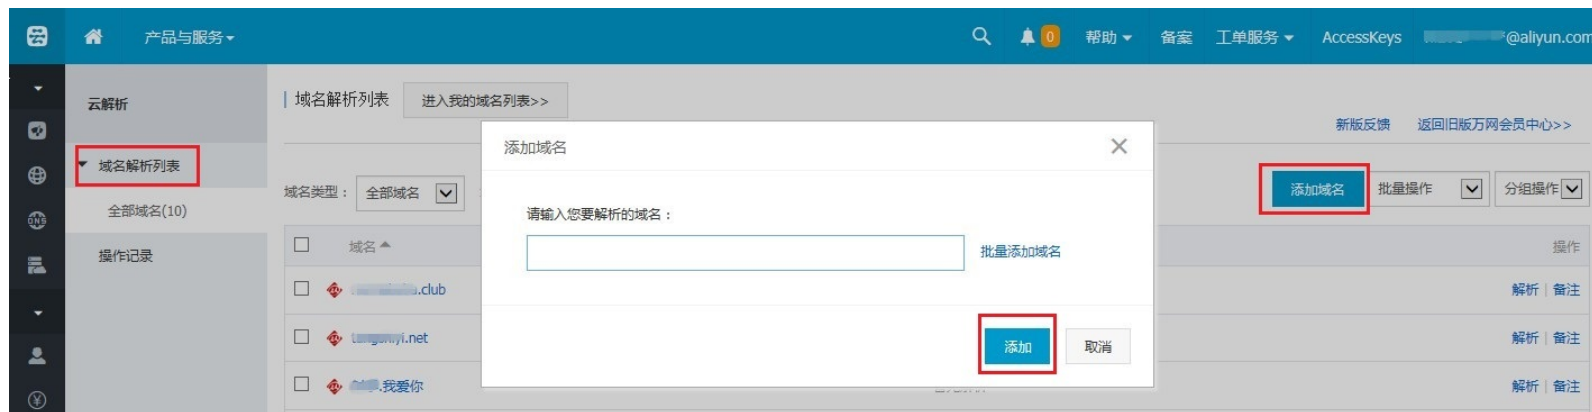 产品与服务
0
帮助
备案
工单服务
AccessKeys
@aliyun.com
云解析
域名解析列表
全部域名(10)
操作记录
域名解析列表
进入我的域名列表>>
新版反馈
返回旧版万网会员中心>>
域名类型：
全部域名
添加域名
批量操作
分组操作
域名
操作
.club
解析
备注
.net
解析
备注
.我爱你
解析
备注
添加域名
请输入您要解析的域名：
批量添加域名
添加
取消
DNS